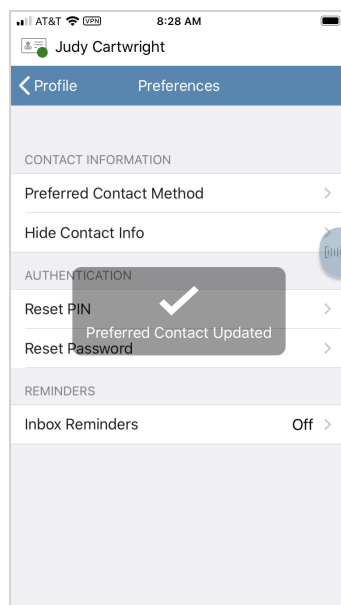 AT&T VPN 8:28 AM
Judy Cartwright
Profile Preferences
CONTACT INFORMATION
Preferred Contact Method
Hide Contact Info
AUTHENTICATION
Reset PIN
Preferred Contact Updated
Reset Password
REMINDERS
Inbox Reminders Off